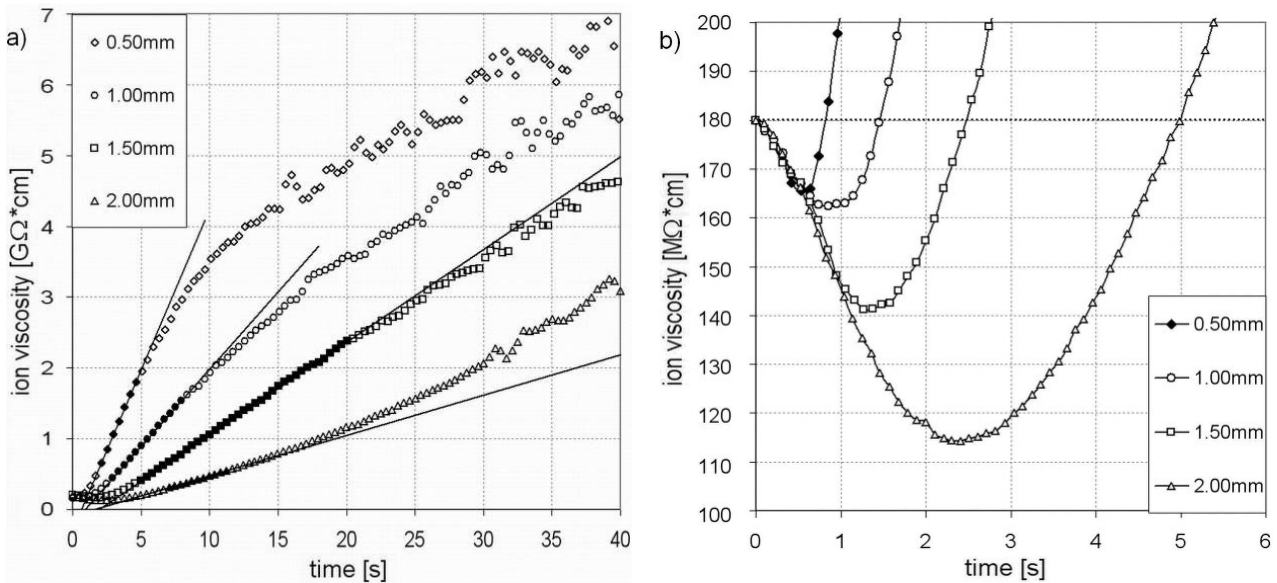 a)
ion viscosity [GΩ*cm]
7
6
5
4
3
2
1
0
0.50mm
1.00mm
1.50mm
2.00mm
0 5 10 15 20 25 30 35 40
time [s]
b)
ion viscosity [MΩ*cm]
200
190
180
170
160
150
140
130
120
110
100
0.50mm
1.00mm
1.50mm
2.00mm
0 1 2 3 4 5 6
time [s]